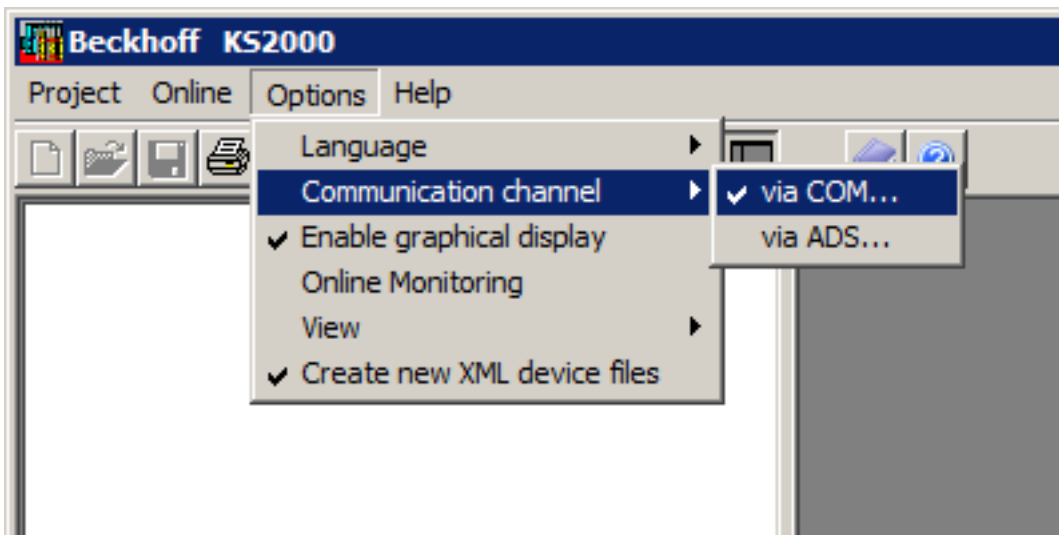 Beckhoff KS2000
Project Online Options Help
Language
Communication channel
via COM...
Enable graphical display
via ADS...
Online Monitoring
View
Create new XML device files